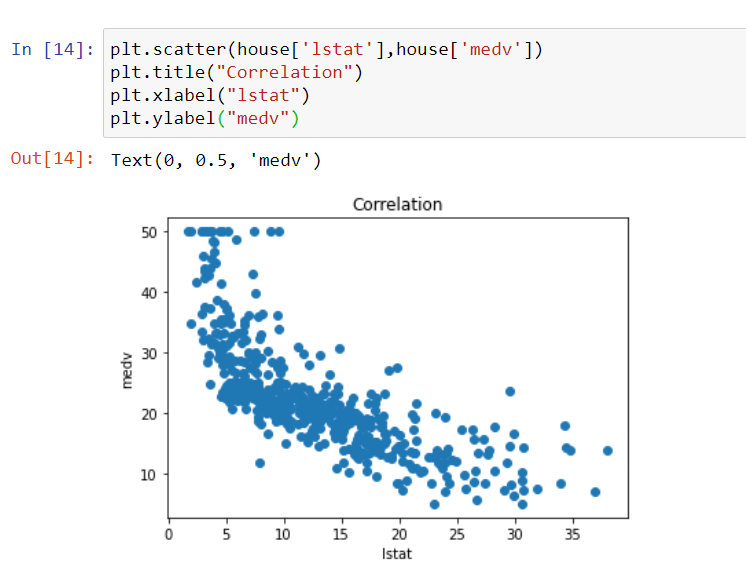 In [14]: plt.scatter(house['lstat'],house['medv'])
plt.title("Correlation")
plt.xlabel("lstat")
plt.ylabel("medv")
Out[14]: Text(0, 0.5, 'medv')
Correlation
50
40
30
20
10
medv
0 5 10 15 20 25 30 35
lstat